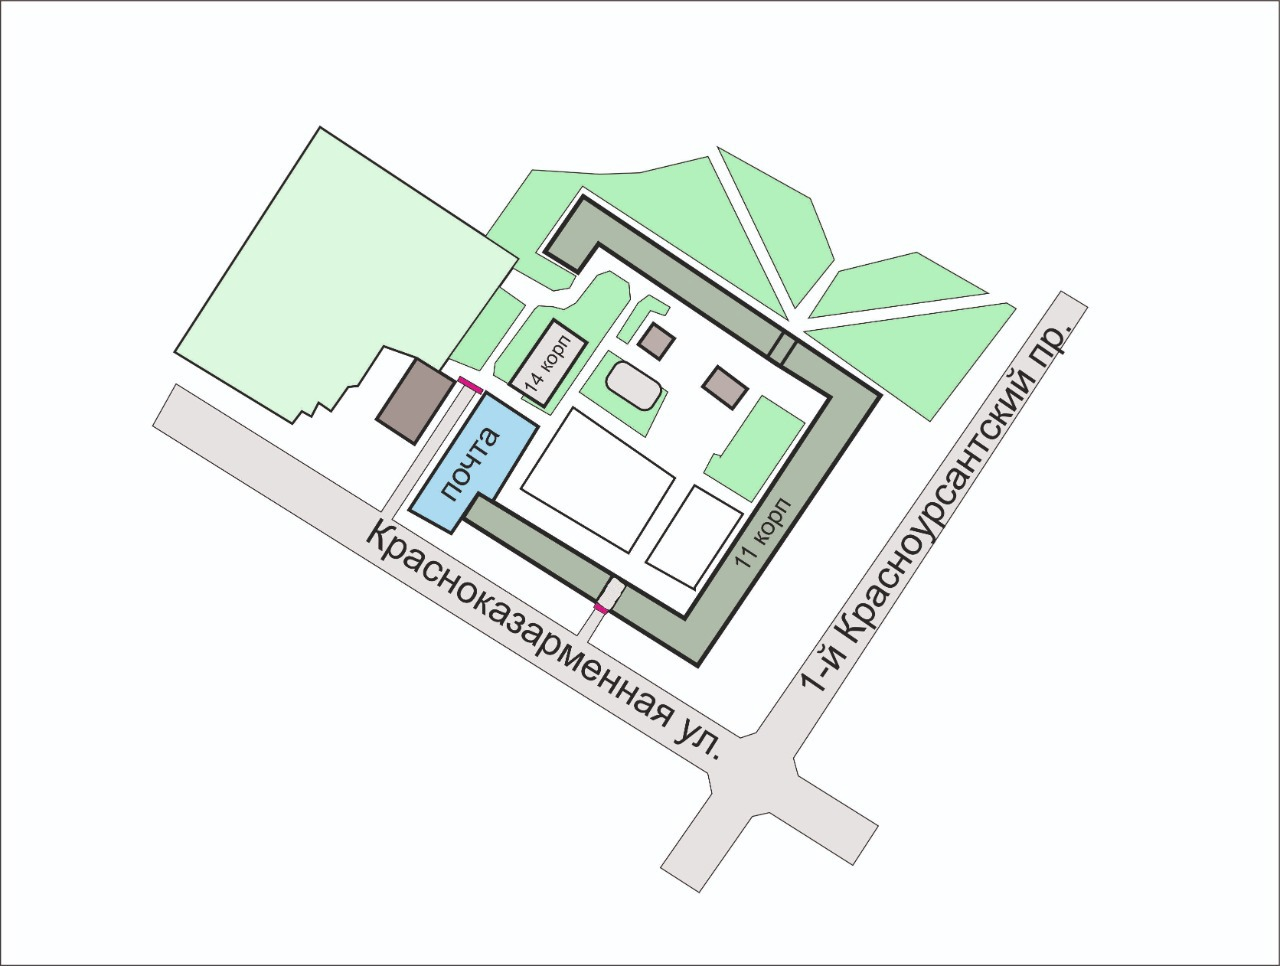 14 корп
почта
11 корп
Красноказарменная ул.
1-й Красноурсантский пр.